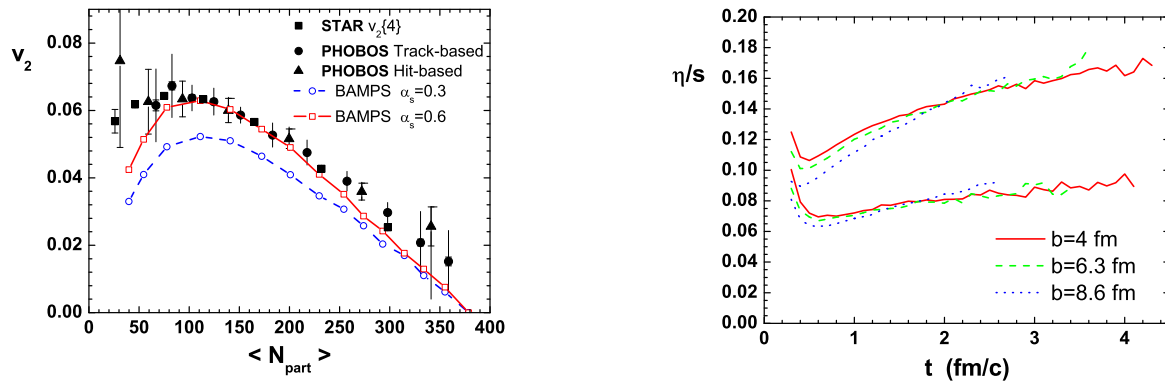 0.08
0.06
0.04
0.02
0.00
v₂
STAR v₂{4}
PHOBOS Track-based
PHOBOS Hit-based
BAMPS αₛ=0.3
BAMPS αₛ=0.6
0 50 100 150 200 250 300 350 400
< N_part >
η/s
0.20
0.18
0.16
0.14
0.12
0.10
0.08
0.06
0.04
0.02
0.00
b=4 fm
b=6.3 fm
b=8.6 fm
0 1 2 3 4
t (fm/c)